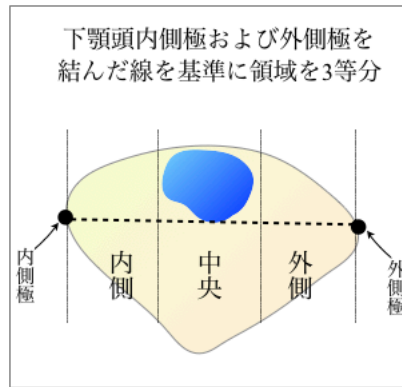 下顎頭内側極および外側極を
結んだ線を基準に領域を3等分
内側極
内側
中央
外側
外側極